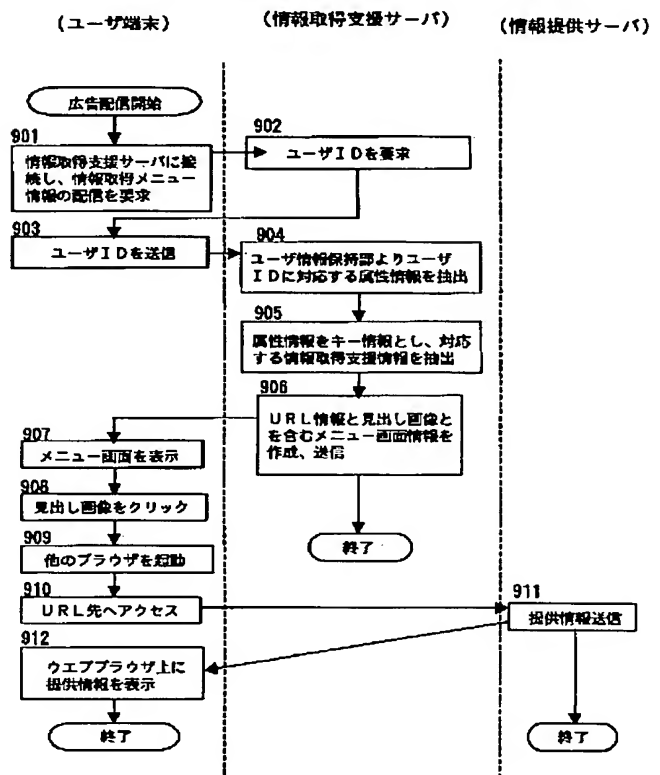 (ユーザ端末)
(情報取得支援サーバ)
(情報提供サーバ)
広告配信開始
901
情報取得支援サーバに接
続し、情報取得メニュー
情報の配信を要求
902
ユーザIDを要求
903
ユーザIDを送信
904
ユーザ情報保持部よりユーザ
IDに対応する属性情報を抽出
905
属性情報をキー情報とし、対応
する情報取得支援情報を抽出
906
URL情報と見出し画像と
を含むメニュー画面情報を
作成、送信
907
メニュー画面を表示
908
見出し画像をクリック
終了
909
他のブラウザを起動
910
URL先へアクセス
911
提供情報送信
912
ウエブブラウザ上に
提供情報を表示
終了
終了